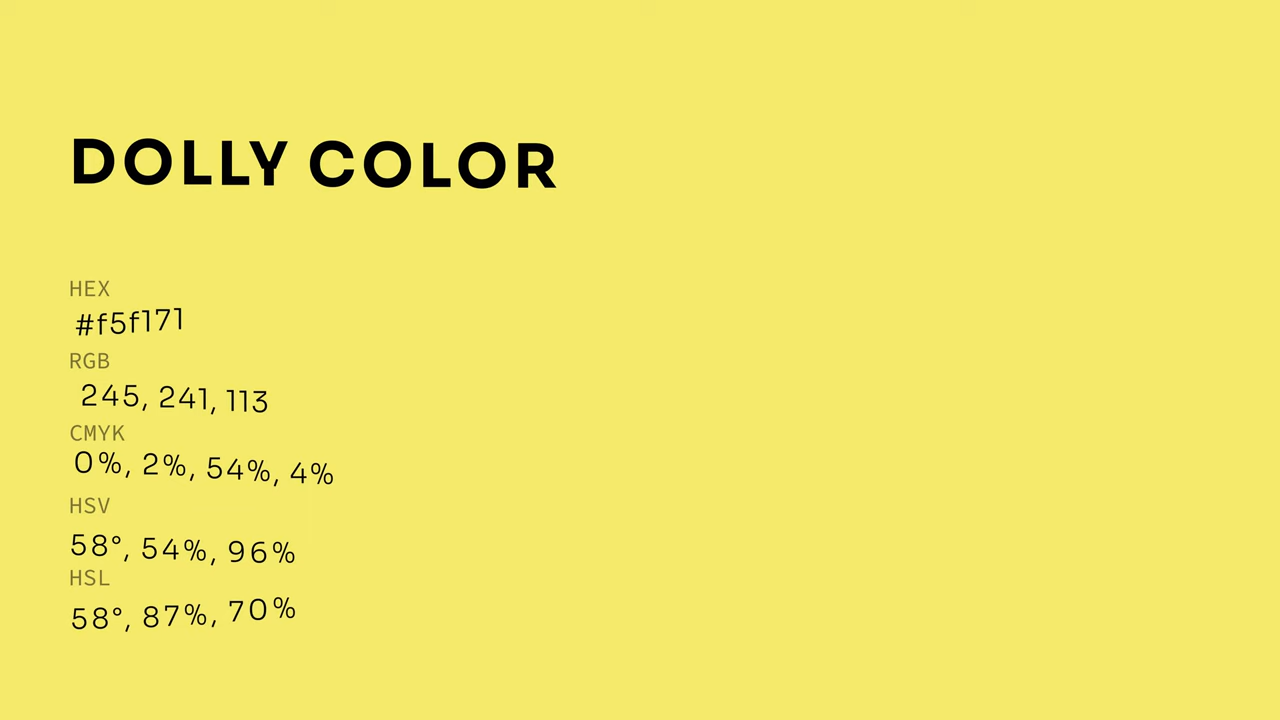 DOLLY COLOR
HEX
#f5f171
RGB
245, 241, 113
CMYK
0%, 2%, 54%, 4%
HSV
58°, 54%, 96%
HSL
58°, 87%, 70%